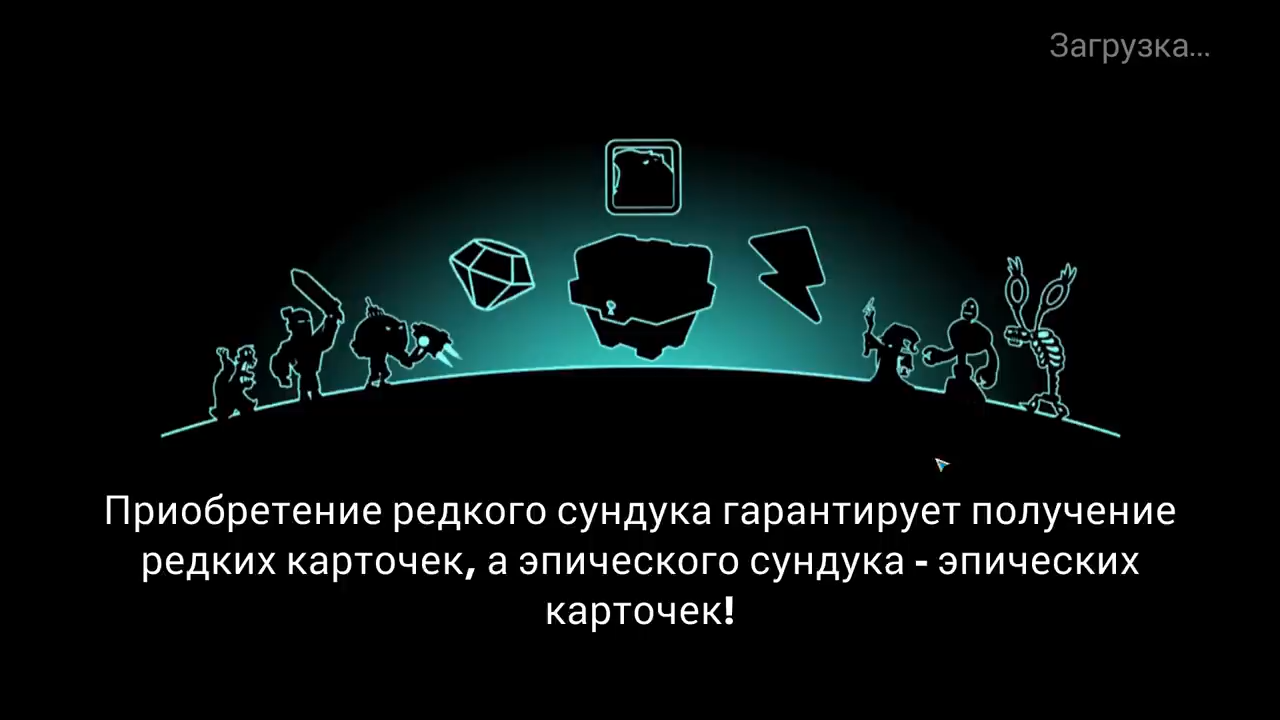 Загрузка...
Приобретение редкого сундука гарантирует получение
редких карточек, а эпического сундука - эпических
карточек!